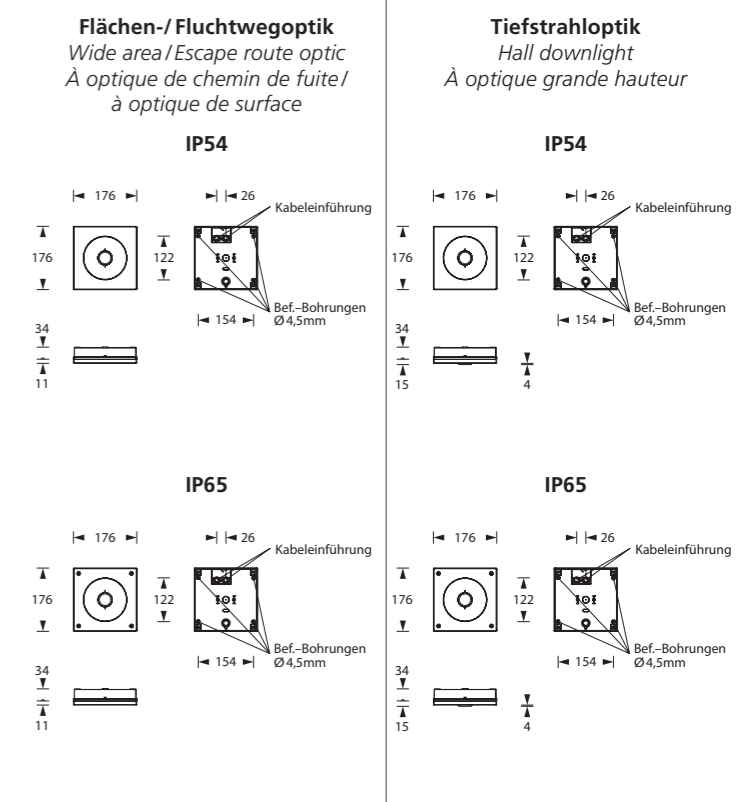 Flächen-/Fluchtwegoptik
Wide area/Escape route optic
À optique de chemin de fuite/
à optique de surface
IP54
176
26
Kabeleinführung
176
122
Bef.–Bohrungen
Ø4,5mm
154
34
11
IP65
176
26
Kabeleinführung
176
122
Bef.–Bohrungen
Ø4,5mm
154
34
11
Tiefstrahloptik
Hall downlight
À optique grande hauteur
IP54
176
26
Kabeleinführung
176
122
Bef.–Bohrungen
Ø4,5mm
154
34
15
4
IP65
176
26
Kabeleinführung
176
122
Bef.–Bohrungen
Ø4,5mm
154
34
15
4